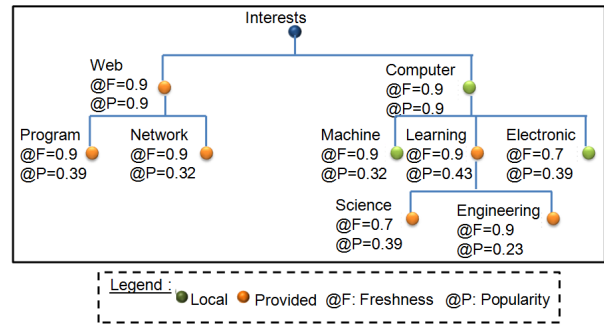 Interests
Web
@F=0.9
@P=0.9
Computer
@F=0.9
@P=0.9
Program
@F=0.9
@P=0.39
Network
@F=0.9
@P=0.32
Machine
@F=0.9
@P=0.32
Learning
@F=0.9
@P=0.43
Electronic
@F=0.7
@P=0.39
Science
@F=0.7
@P=0.39
Engineering
@F=0.9
@P=0.23
Legend :
Local Provided @F: Freshness @P: Popularity